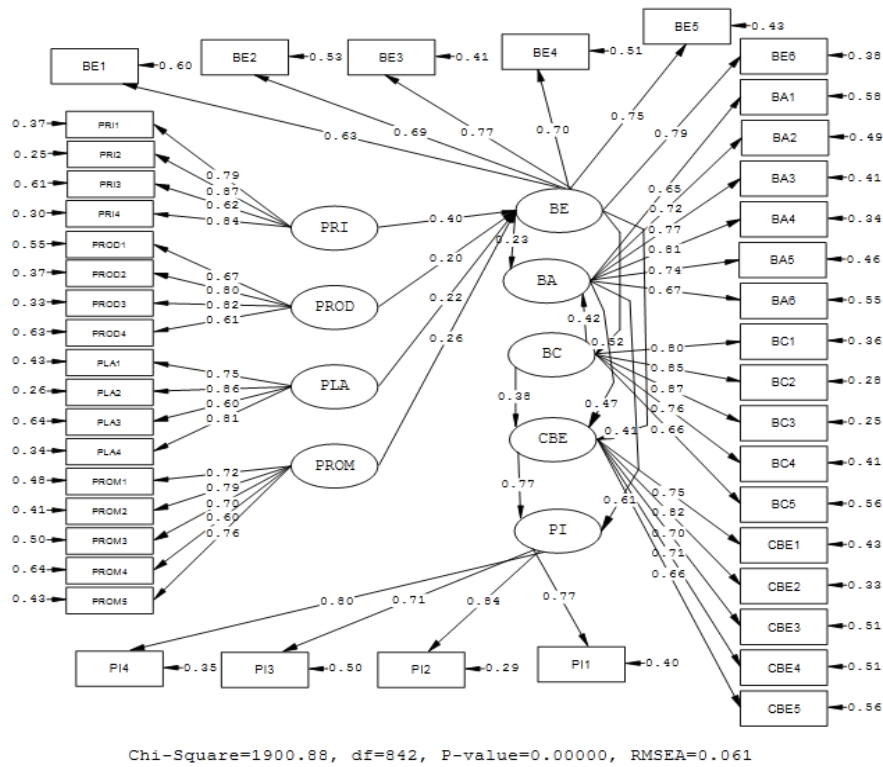 BE1 0.60
BE2 0.53
BE3 0.41
BE4 0.51
BE5 0.43
BE6 0.38
0.63 0.69 0.77 0.70 0.75 0.79
0.37 PRI1
0.25 PRI2
0.61 PRI3
0.30 PRI4
0.79
0.87
0.62
0.84
PRI
0.40
0.55 PROD1
0.37 PROD2
0.33 PROD3
0.63 PROD4
0.67
0.80
0.82
0.61
PROD
0.20
0.43 PLA1
0.26 PLA2
0.64 PLA3
0.34 PLA4
0.75
0.86
0.60
0.81
PLA
0.22
0.48 PROM1
0.41 PROM2
0.50 PROM3
0.64 PROM4
0.43 PROM5
0.72
0.79
0.70
0.60
0.76
PROM
0.26
BE
0.23
BA
0.42
0.52
BC
0.38
0.47
0.41
CBE
0.77
0.61
PI
0.65
0.72
0.77
0.81
0.74
0.67
BA1 0.58
BA2 0.49
BA3 0.41
BA4 0.34
BA5 0.46
BA6 0.55
0.80
0.85
0.87
0.76
0.66
BC1 0.36
BC2 0.28
BC3 0.25
BC4 0.41
BC5 0.56
0.75
0.82
0.70
0.71
0.66
CBE1 0.43
CBE2 0.33
CBE3 0.51
CBE4 0.51
CBE5 0.56
0.80 0.71 0.84 0.77
PI4 0.35
PI3 0.50
PI2 0.29
PI1 0.40
Chi-Square=1900.88, df=842, P-value=0.00000, RMSEA=0.061